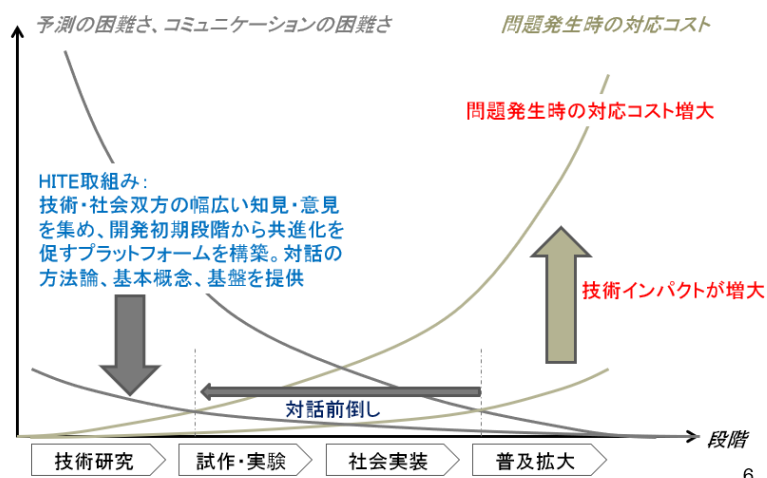 予測の困難さ、コミュニケーションの困難さ
問題発生時の対応コスト
問題発生時の対応コスト増大
HITE取組み：
技術・社会双方の幅広い知見・意見
を集め、開発初期段階から共進化を
促すプラットフォームを構築。対話の
方法論、基本概念、基盤を提供
技術インパクトが増大
対話前倒し
段階
技術研究
試作・実験
社会実装
普及拡大
6